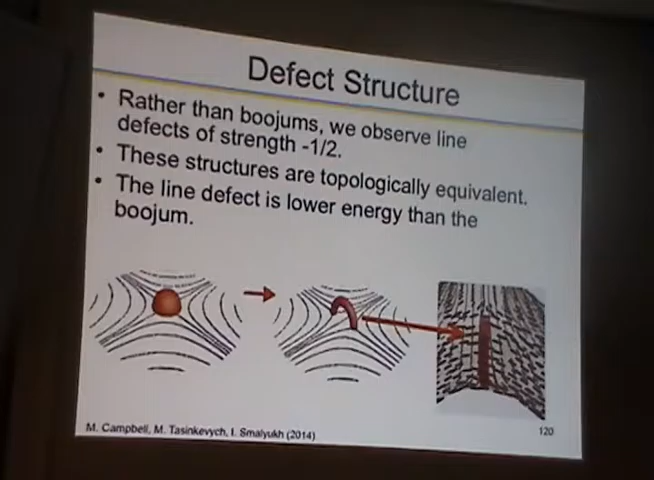 Defect Structure
• Rather than boojums, we observe line
defects of strength -1/2.
• These structures are topologically equivalent.
• The line defect is lower energy than the
boojum.
M. Campbell, M. Tasinkevych, I. Smalyukh (2014)
120